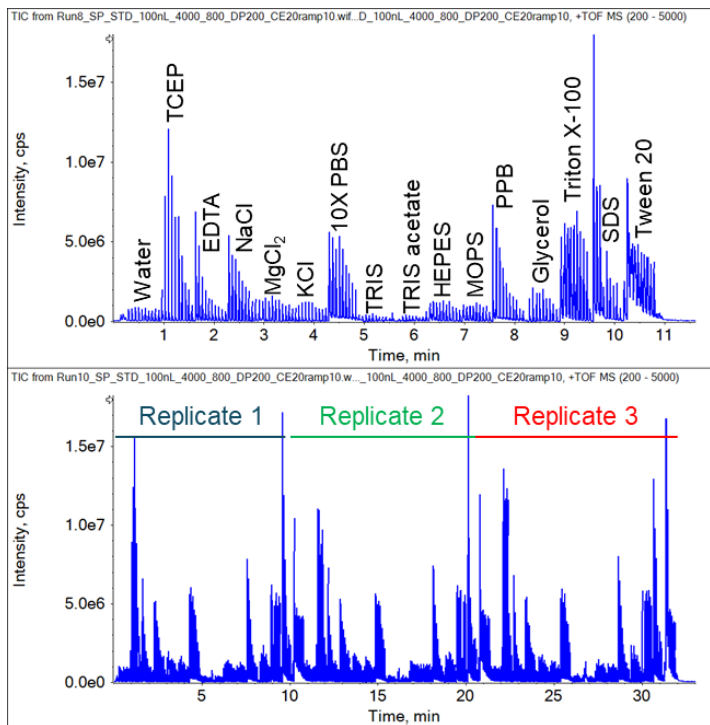 TIC from Run8_SP_STD_100nL_4000_800_DP200_CE20ramp10.wif...D_100nL_4000_800_DP200_CE20ramp10, +TOF MS (200 - 5000)
Intensity, cps
1.5e7
1.0e7
5.0e6
0.0e0
Water
TCEP
EDTA
NaCl
MgCl₂
KCl
10X PBS
TRIS
TRIS acetate
HEPES
MOPS
PPB
Glycerol
Triton X-100
SDS
Tween 20
1 2 3 4 5 6 7 8 9 10 11
Time, min
TIC from Run10_SP_STD_100nL_4000_800_DP200_CE20ramp10.w..._100nL_4000_800_DP200_CE20ramp10, +TOF MS (200 - 5000)
Intensity, cps
1.5e7
1.0e7
5.0e6
0.0e0
Replicate 1
Replicate 2
Replicate 3
5 10 15 20 25 30
Time, min